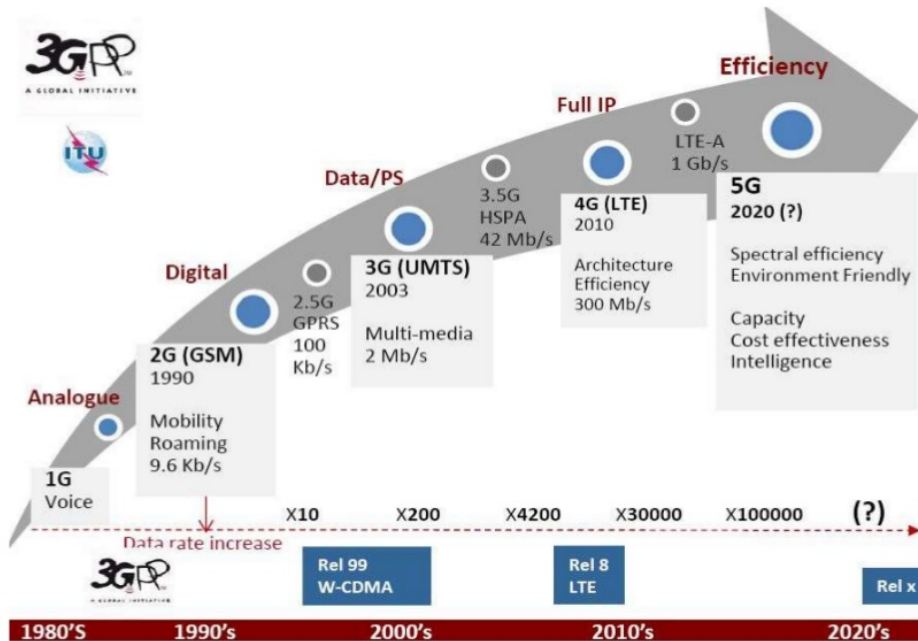 3GPP™
A GLOBAL INITIATIVE
ITU
Efficiency
Full IP
Data/PS
Digital
Analogue
LTE-A
1 Gb/s
3.5G
HSPA
42 Mb/s
2.5G
GPRS
100
Kb/s
1G
Voice
2G (GSM)
1990
Mobility
Roaming
9.6 Kb/s
3G (UMTS)
2003
Multi-media
2 Mb/s
4G (LTE)
2010
Architecture
Efficiency
300 Mb/s
5G
2020 (?)
Spectral efficiency
Environment Friendly
Capacity
Cost effectiveness
Intelligence
X10 X200 X4200 X30000 X100000 (?)
Data rate increase
3GPP™
A GLOBAL INITIATIVE
Rel 99
W-CDMA
Rel 8
LTE
Rel x
1980'S 1990's 2000's 2010's 2020's